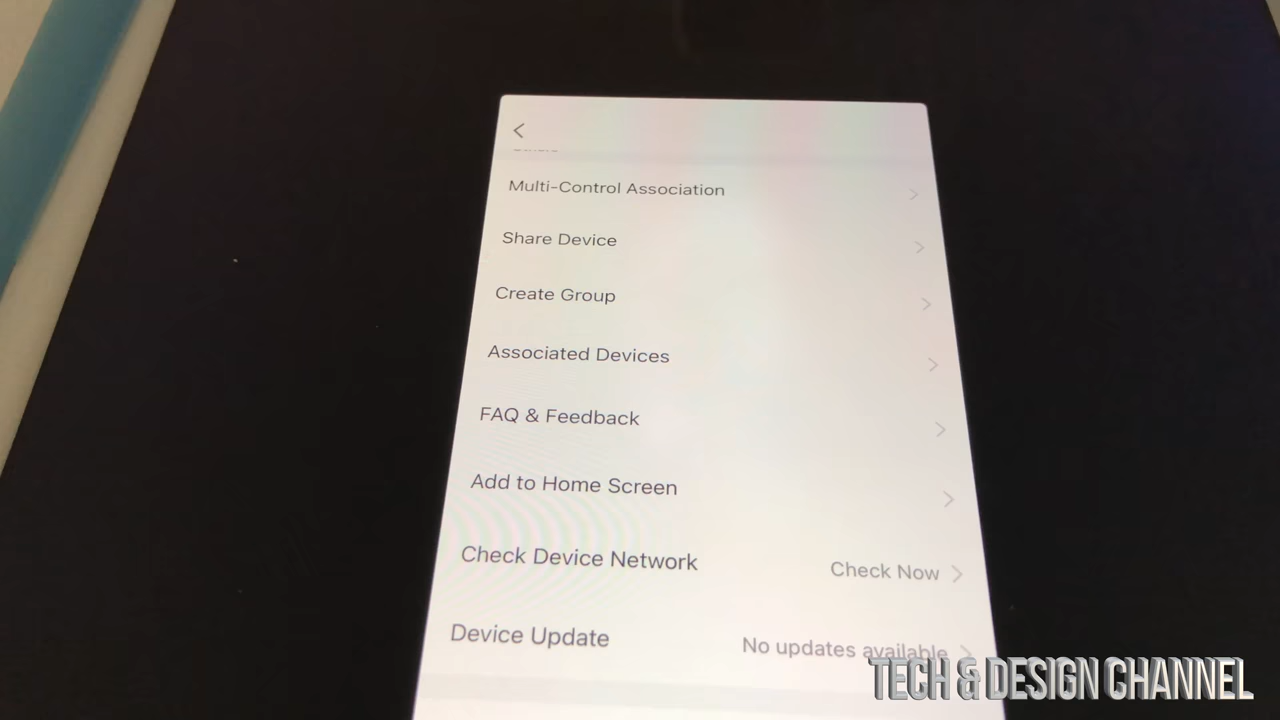 Multi-Control Association
Share Device
Create Group
Associated Devices
FAQ & Feedback
Add to Home Screen
Check Device Network Check Now
Device Update No updates available
TECH & DESIGN CHANNEL